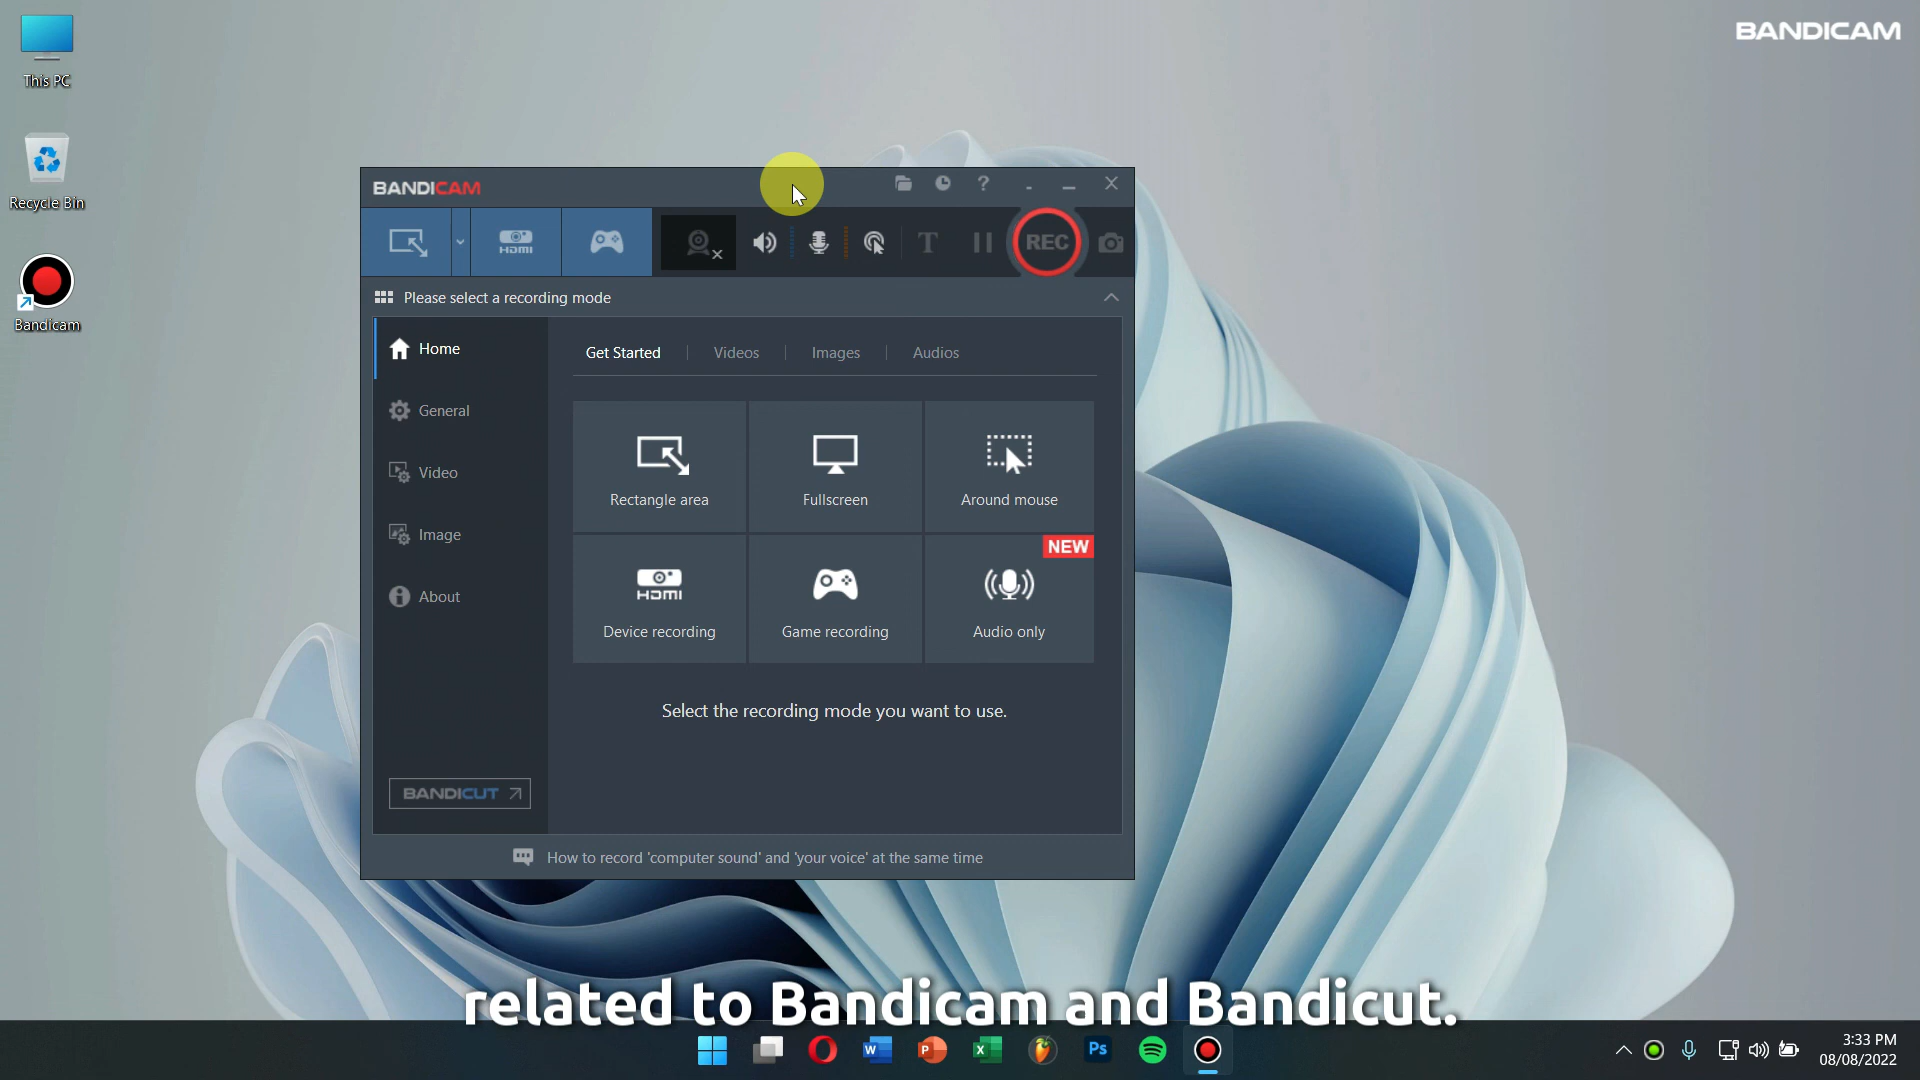 BANDICAM
This PC
Recycle Bin
Bandicam
BANDICAM
HDMI
T
REC
Please select a recording mode
Home
General
Video
Image
About
BANDICUT
Get Started
Videos
Images
Audios
Rectangle area
Fullscreen
Around mouse
NEW
HDMI
Device recording
Game recording
Audio only
Select the recording mode you want to use.
How to record 'computer sound' and 'your voice' at the same time
related to Bandicam and Bandicut.
W
P
X
Ps
3:33 PM
08/08/2022